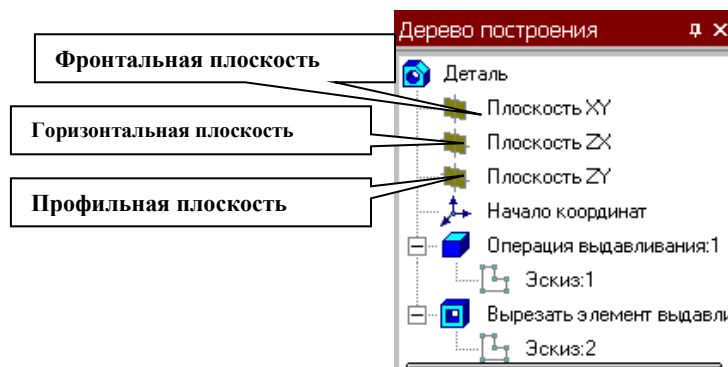 Дерево построения
Фронтальная плоскость
Деталь
Плоскость XY
Горизонтальная плоскость
Плоскость ZX
Профильная плоскость
Плоскость ZY
Начало координат
Операция выдавливания:1
Эскиз:1
Вырезать элемент выдавли
Эскиз:2